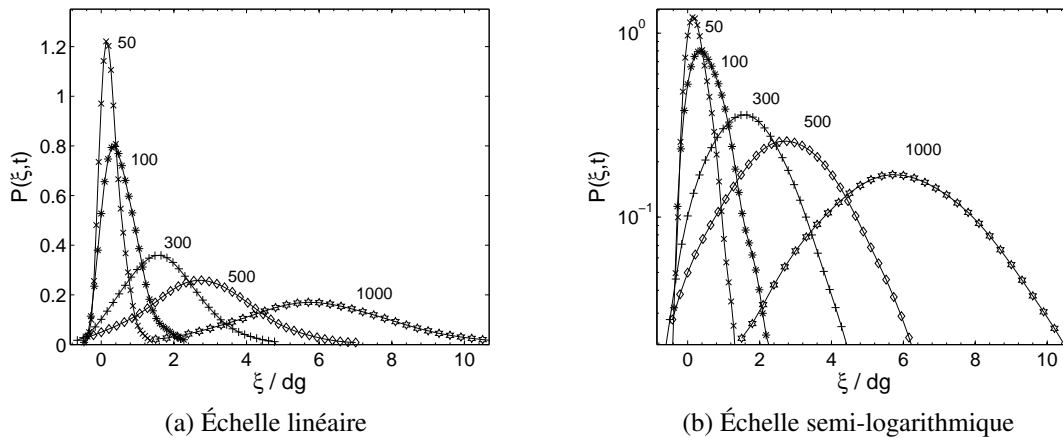 1.2
1
0.8
0.6
0.4
0.2
0
P(ξ,t)
50
100
300
500
1000
0 2 4 6 8 10
ξ / dg
(a) Échelle linéaire
10⁰
10⁻¹
P(ξ,t)
50
100
300
500
1000
0 2 4 6 8 10
ξ / dg
(b) Échelle semi-logarithmique